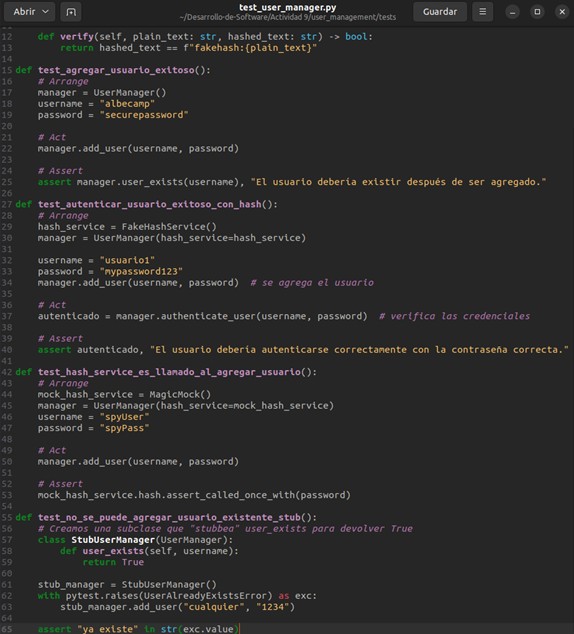 Abrir
test_user_manager.py
~/Desarrollo-de-Software/Actividad 9/user_management/tests
Guardar
12     def verify(self, plain_text: str, hashed_text: str) -> bool:
13         return hashed_text == f"fakehash:{plain_text}"
14
15 def test_agregar_usuario_exitoso():
16     # Arrange
17     manager = UserManager()
18     username = "albecamp"
19     password = "securepassword"
20
21     # Act
22     manager.add_user(username, password)
23
24     # Assert
25     assert manager.user_exists(username), "El usuario debería existir después de ser agregado."
26
27 def test_autenticar_usuario_exitoso_con_hash():
28     # Arrange
29     hash_service = FakeHashService()
30     manager = UserManager(hash_service=hash_service)
31
32     username = "usuario1"
33     password = "mypassword123"
34     manager.add_user(username, password)  # se agrega el usuario
35
36     # Act
37     autenticado = manager.authenticate_user(username, password)  # verifica las credenciales
38
39     # Assert
40     assert autenticado, "El usuario debería autenticarse correctamente con la contraseña correcta."
41
42 def test_hash_service_es_llamado_al_agregar_usuario():
43     # Arrange
44     mock_hash_service = MagicMock()
45     manager = UserManager(hash_service=mock_hash_service)
46     username = "spyUser"
47     password = "spyPass"
48
49     # Act
50     manager.add_user(username, password)
51
52     # Assert
53     mock_hash_service.hash.assert_called_once_with(password)
54
55 def test_no_se_puede_agregar_usuario_existente_stub():
56     # Creamos una subclase que "stubbea" user_exists para devolver True
57     class StubUserManager(UserManager):
58         def user_exists(self, username):
59             return True
60
61     stub_manager = StubUserManager()
62     with pytest.raises(UserAlreadyExistsError) as exc:
63         stub_manager.add_user("cualquier", "1234")
64
65     assert "ya existe" in str(exc.value)